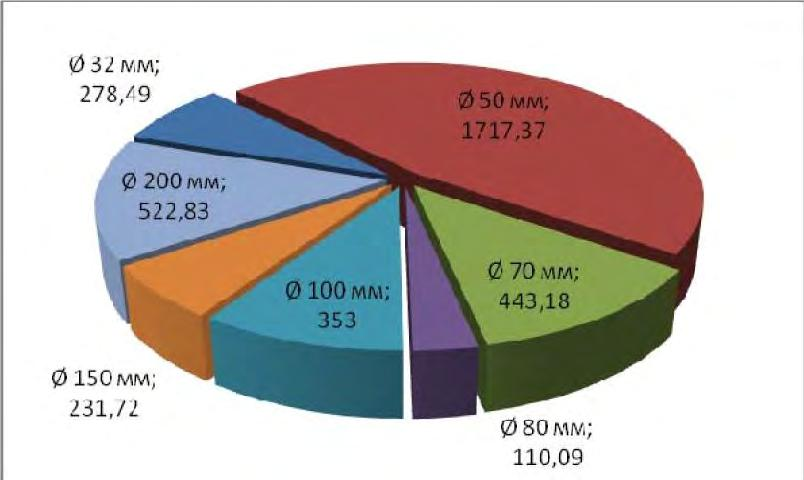 Ø 32 мм;
278,49
Ø 50 мм;
1717,37
Ø 200 мм;
522,83
Ø 70 мм;
443,18
Ø 100 мм;
353
Ø 150 мм;
231,72
Ø 80 мм;
110,09